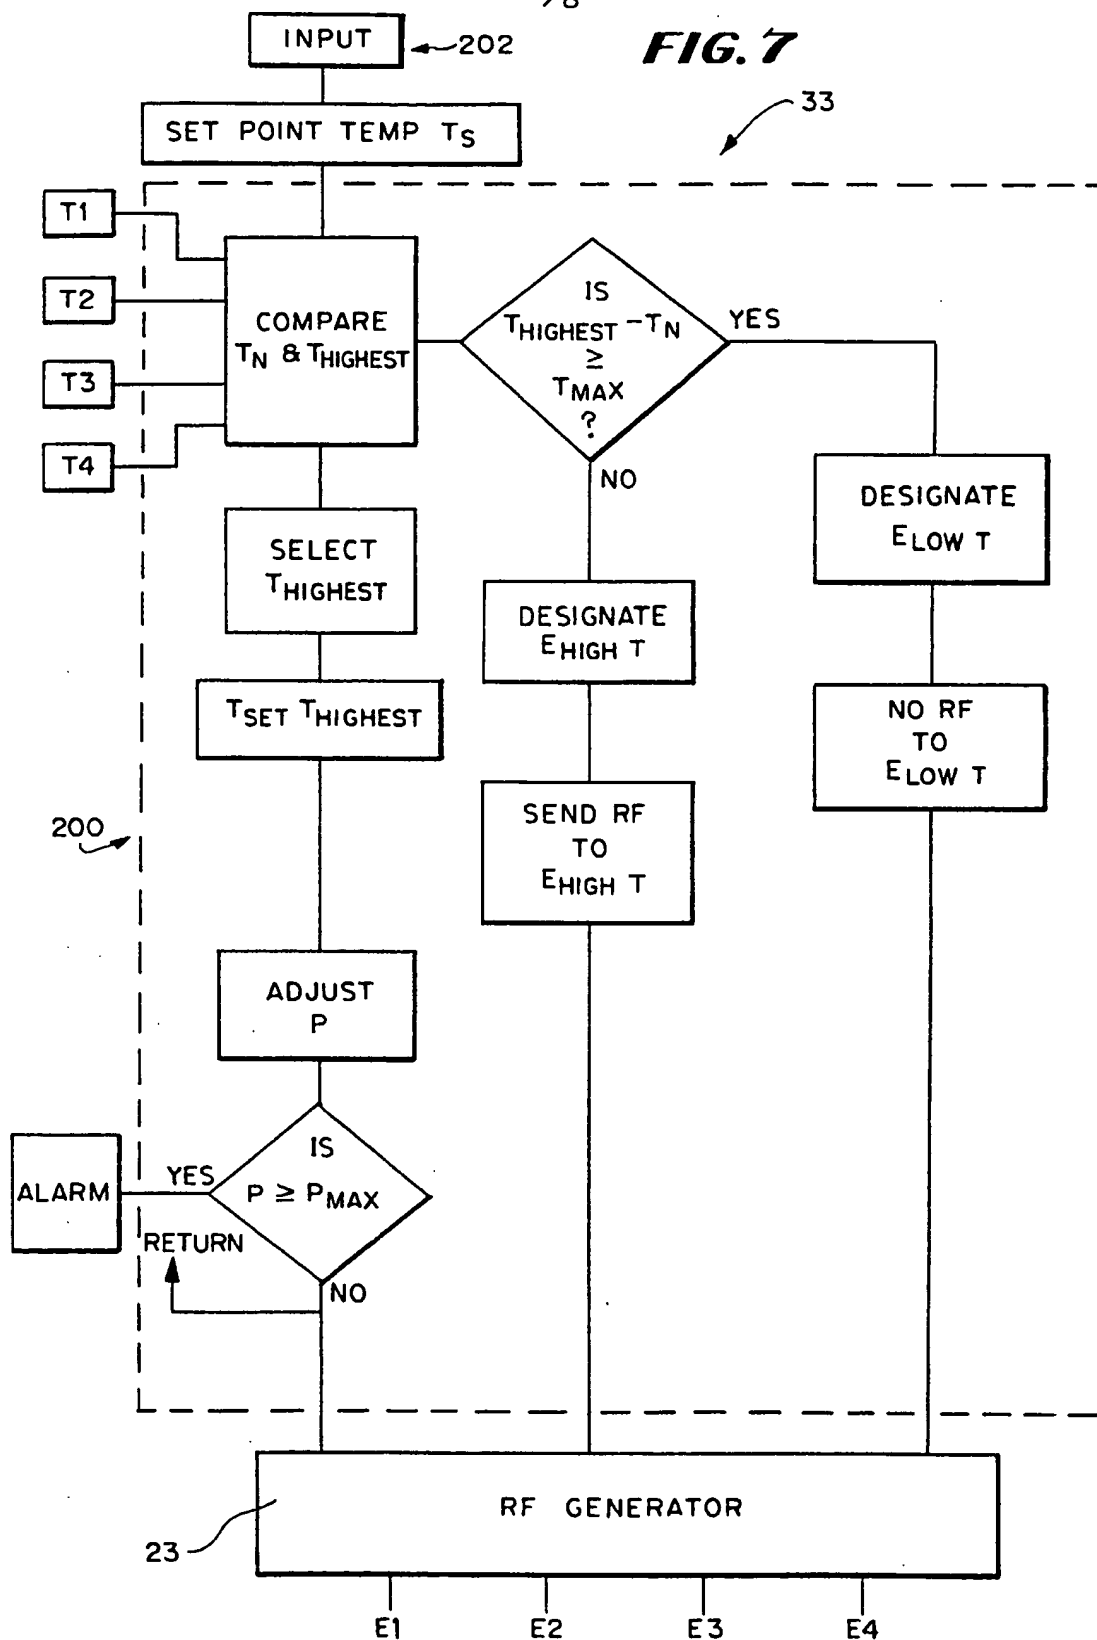 /8
INPUT
202
FIG. 7
SET POINT TEMP TS
33
T1
T2
T3
T4
COMPARE
TN & THIGHEST
IS
THIGHEST -TN
≥
TMAX
?
YES
NO
SELECT
THIGHEST
DESIGNATE
ELOW T
DESIGNATE
EHIGH T
TSET THIGHEST
NO RF
TO
ELOW T
SEND RF
TO
EHIGH T
200
ADJUST
P
IS
P ≥ PMAX
YES
ALARM
RETURN
NO
RF GENERATOR
23
E1
E2
E3
E4